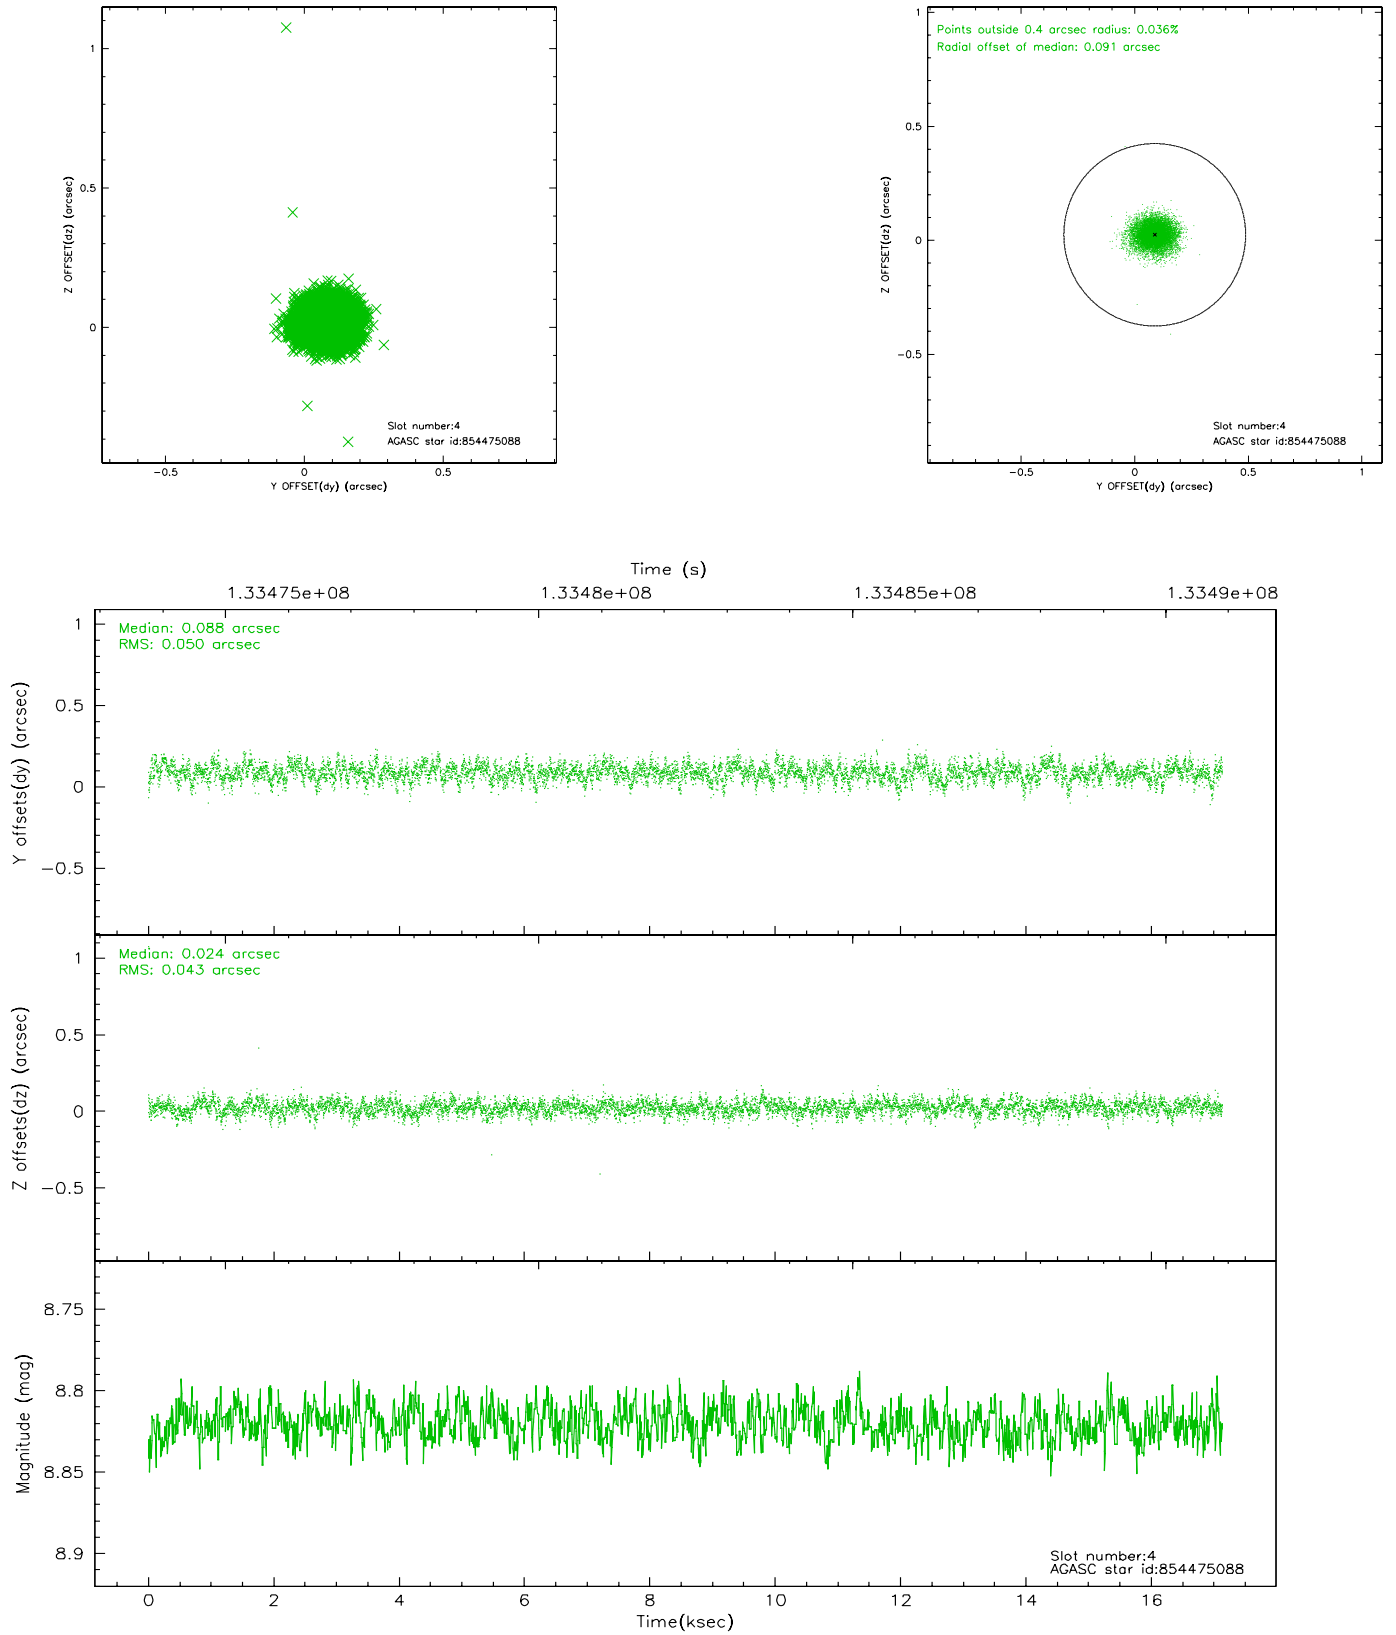 1
0.5
0
Z OFFSET(dz) (arcsec)
Slot number:4
AGASC star id:854475088
-0.5 0 0.5
Y OFFSET(dy) (arcsec)
Points outside 0.4 arcsec radius: 0.036%
Radial offset of median: 0.091 arcsec
1
0.5
0
-0.5
Z OFFSET(dz) (arcsec)
Slot number:4
AGASC star id:854475088
-0.5 0 0.5 1
Y OFFSET(dy) (arcsec)
Time (s)
1.33475e+08 1.3348e+08 1.33485e+08 1.3349e+08
Median: 0.088 arcsec
RMS: 0.050 arcsec
1
0.5
0
-0.5
Y offsets(dy) (arcsec)
Median: 0.024 arcsec
RMS: 0.043 arcsec
1
0.5
0
-0.5
Z offsets(dz) (arcsec)
8.75
8.8
8.85
8.9
Magnitude (mag)
Slot number:4
AGASC star id:854475088
0 2 4 6 8 10 12 14 16
Time(ksec)